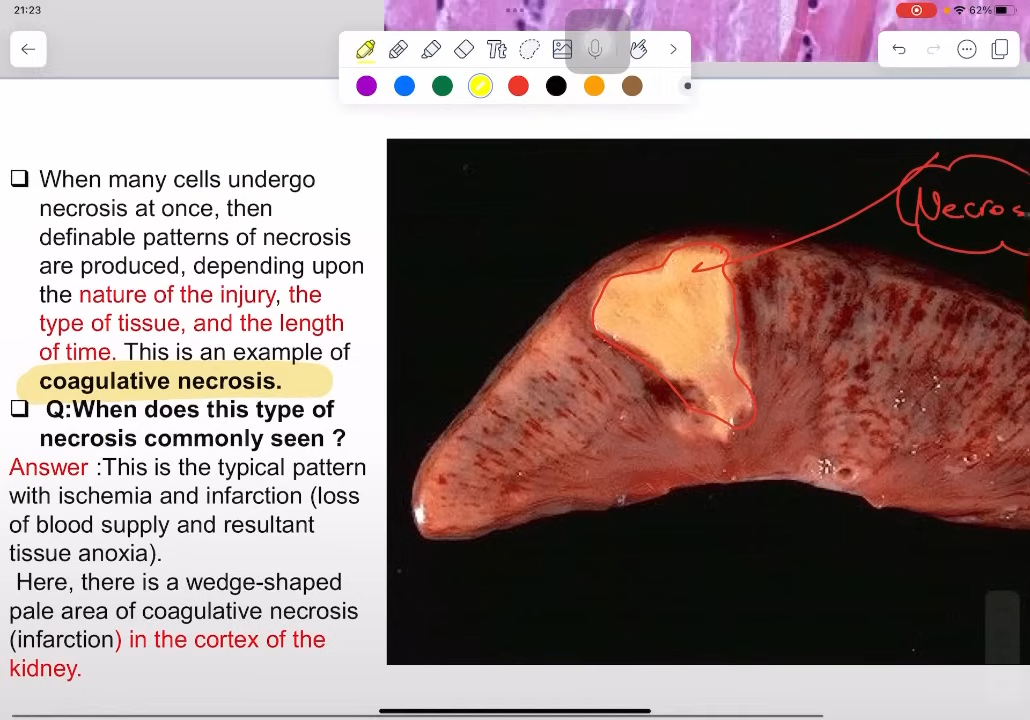 21:23
62%
Tt
When many cells undergo
necrosis at once, then
definable patterns of necrosis
are produced, depending upon
the nature of the injury, the
type of tissue, and the length
of time. This is an example of
coagulative necrosis.
Q:When does this type of
necrosis commonly seen ?
Answer :This is the typical pattern
with ischemia and infarction (loss
of blood supply and resultant
tissue anoxia).
Here, there is a wedge-shaped
pale area of coagulative necrosis
(infarction) in the cortex of the
kidney.
Necros